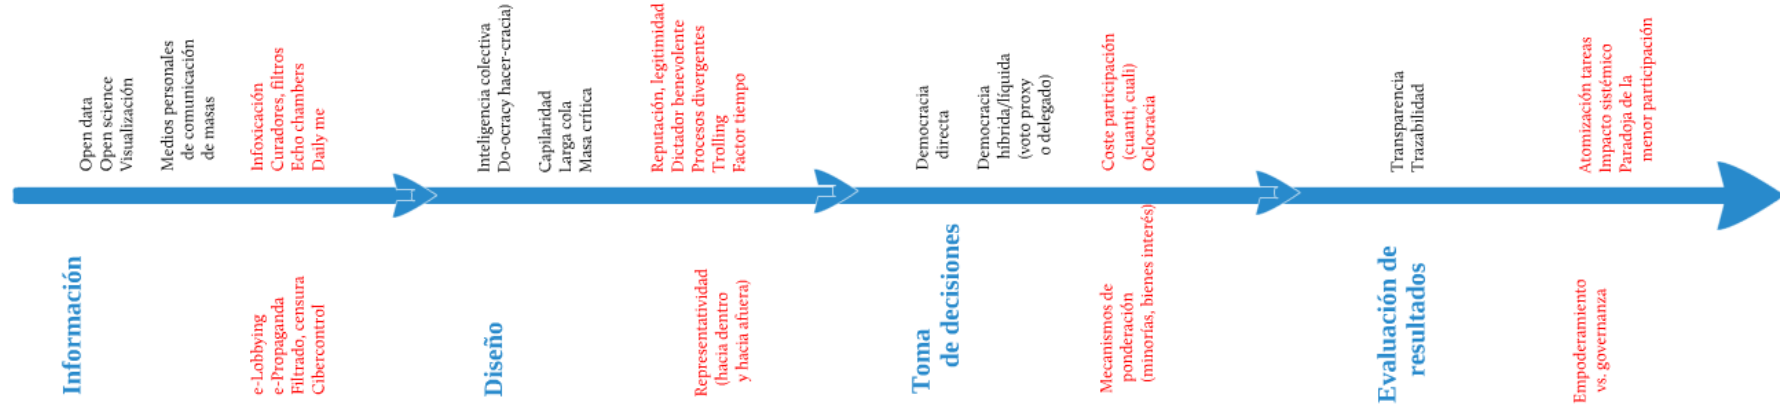 Información
Open data
Open science
Visualización
Medios personales
de comunicación
de masas
Infoxicación
Curadores, filtros
Echo chambers
Daily me
e-Lobbying
e-Propaganda
Filtrado, censura
Cibercontrol
Diseño
Inteligencia colectiva
Do-ocracy hacer-cracia)
Capilaridad
Larga cola
Masa crítica
Reputación, legitimidad
Dictador benevolente
Procesos divergentes
Trolling
Factor tiempo
Representatividad
(hacia dentro
y hacia afuera)
Toma
de decisiones
Democracia
directa
Democracia
híbrida/líquida
(voto proxy
o delegado)
Coste participación
(cuanti, cuali)
Oclocracia
Mecanismos de
ponderación
(minorías, bienes interés)
Evaluación de
resultados
Transparencia
Trazabilidad
Atomización tareas
Impacto sistémico
Paradoja de la
menor participación
Empoderamiento
vs. governanza